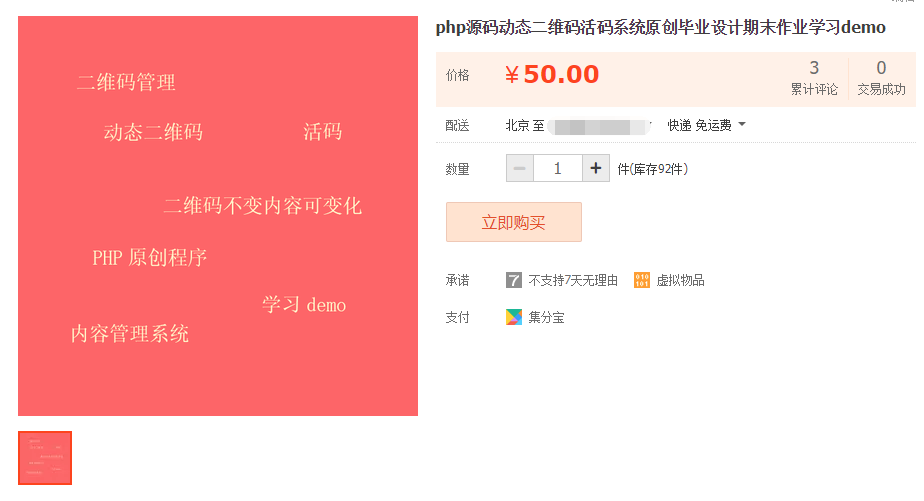 二维码管理
动态二维码 活码
二维码不变内容可变化
PHP 原创程序
学习 demo
内容管理系统
php源码动态二维码活码系统原创毕业设计期末作业学习demo
价格 ¥50.00
3 累计评论
0 交易成功
配送 北京 至 快递 免运费
数量 1 件(库存92件)
立即购买
承诺 7 不支持7天无理由 010 101 虚拟物品
支付 集分宝